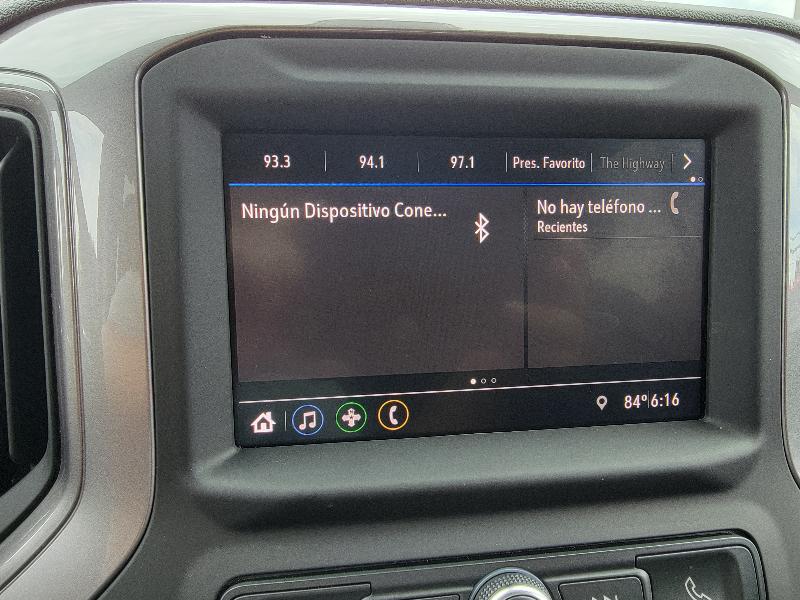 93.3 94.1 97.1 Pres. Favorito The Highway
Ningún Dispositivo Cone...
No hay teléfono ...
Recientes
84° 6:16